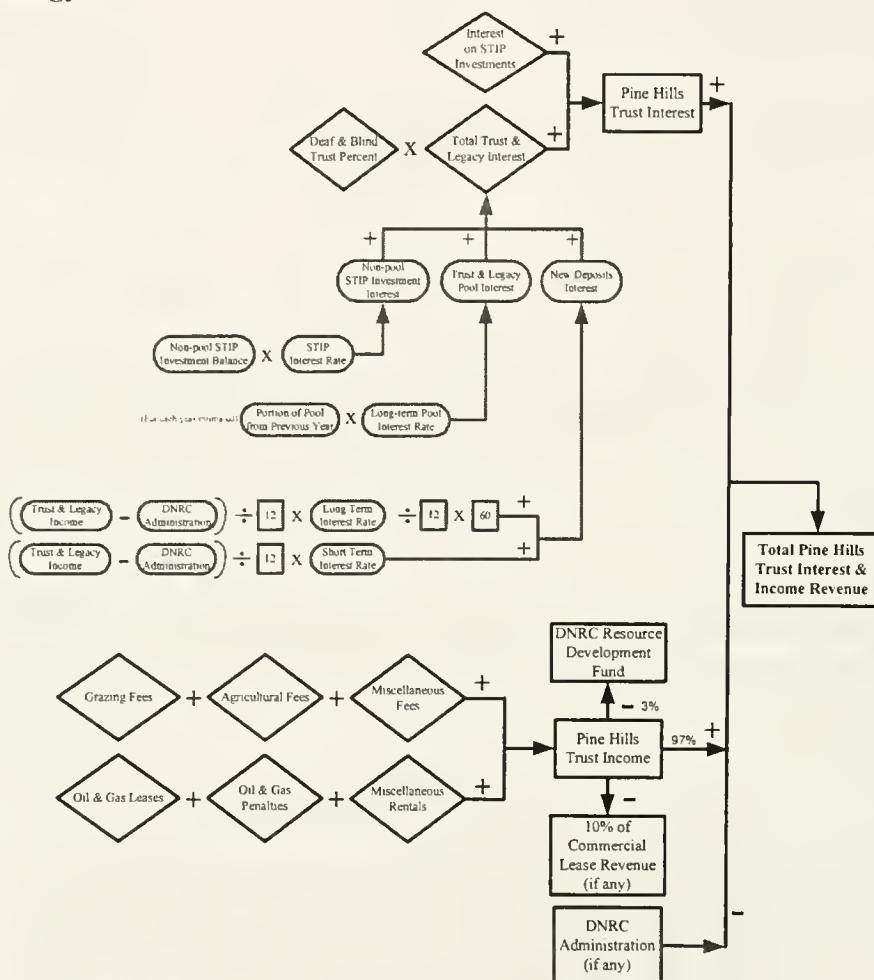 Interest
on STIP
Investments
+
Pine Hills
Trust Interest
+
Deaf & Blind
Trust Percent
X
Total Trust &
Legacy Interest
+
+
+
+
Non-pool
STIP Investment
Interest
Trust & Legacy
Pool Interest
New Deposits
Interest
Non-pool STIP
Investment Balance
X
STIP
Interest Rate
Portion of Pool
from Previous Year
X
Long-term Pool
Interest Rate
(Trust & Legacy
Income
-
DNRC
Administration)
÷ 12 X
Long Term
Interest Rate
÷ 12 X 60
+
(Trust & Legacy
Income
-
DNRC
Administration)
÷ 12 X
Short Term
Interest Rate
+
Total Pine Hills
Trust Interest &
Income Revenue
DNRC Resource
Development
Fund
- 3%
Grazing Fees
+
Agricultural Fees
+
Miscellaneous
Fees
+
Pine Hills
Trust Income
97%
+
Oil & Gas Leases
+
Oil & Gas
Penalties
+
Miscellaneous
Rentals
+
-
10% of
Commercial
Lease Revenue
(if any)
-
DNRC
Administration
(if any)